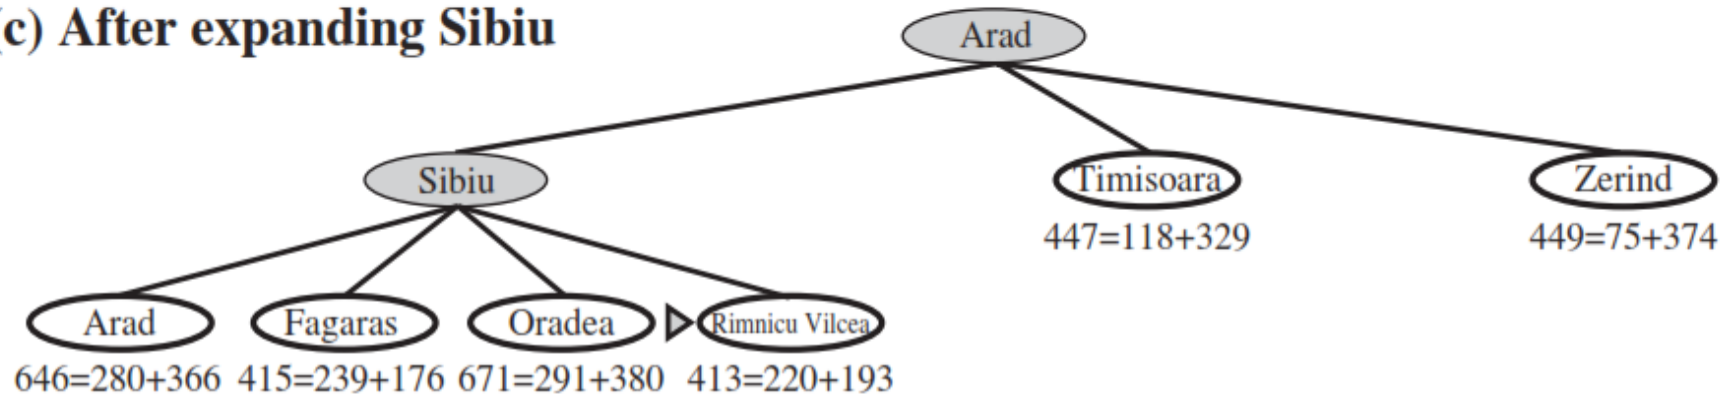 (c) After expanding Sibiu
Arad
Sibiu
Timisoara
Zerind
447=118+329
449=75+374
Arad
Fagaras
Oradea
Rimnicu Vilcea
646=280+366
415=239+176
671=291+380
413=220+193